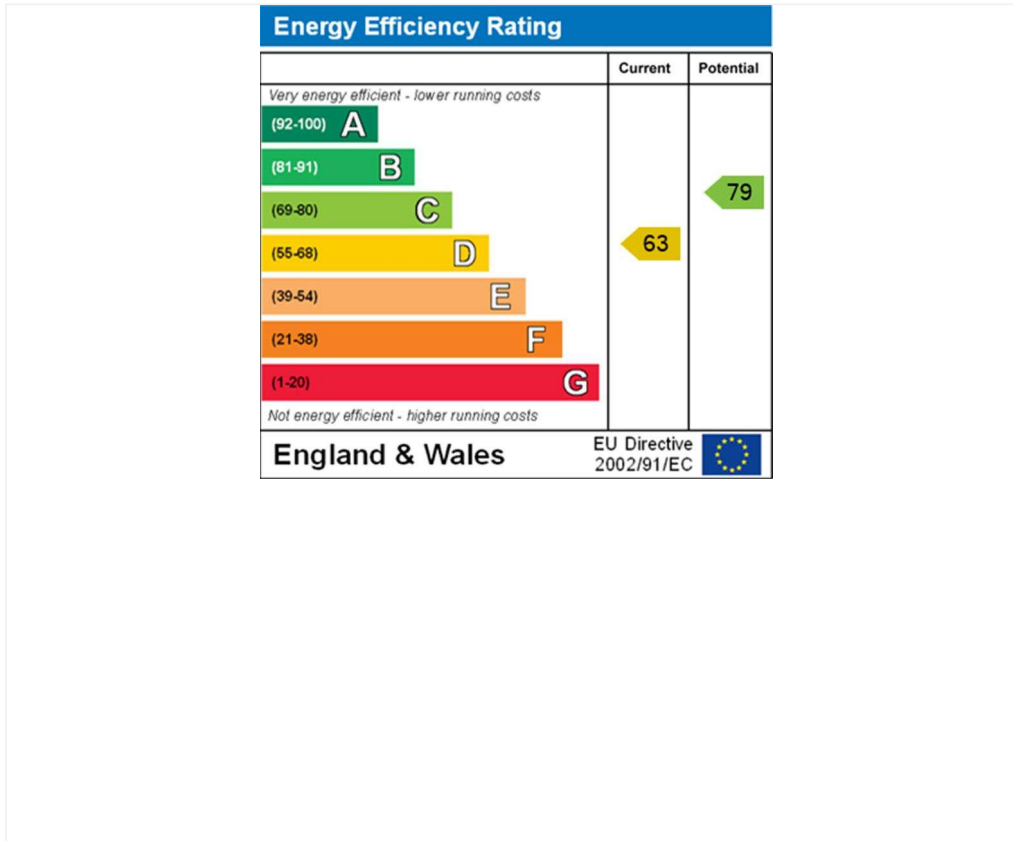 Energy Efficiency Rating
Current Potential
Very energy efficient - lower running costs
(92-100) A
(81-91) B
(69-80) C
79
(55-68) D
63
(39-54) E
(21-38) F
(1-20) G
Not energy efficient - higher running costs
England & Wales
EU Directive
2002/91/EC